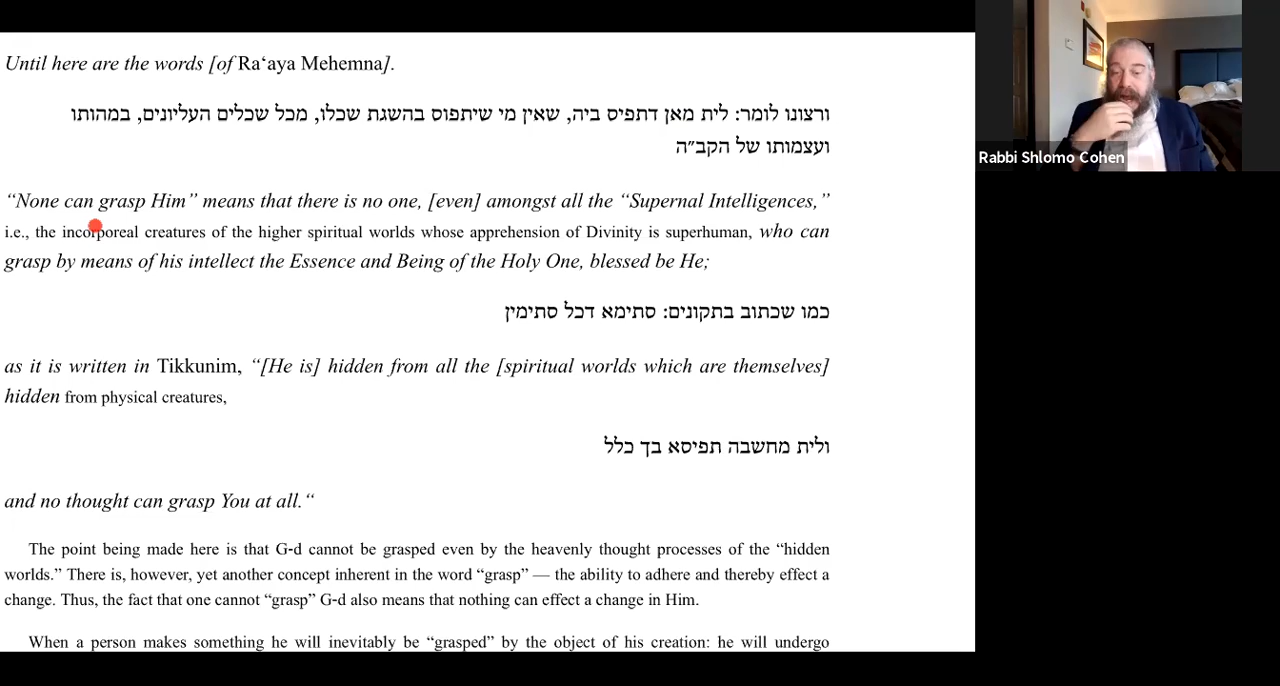 Until here are the words [of Ra‘aya Mehemna].
ורצונו לומר: לית מאן דתפיס ביה, שאין מי שיתפוס בהשגת שכלו, מכל שכלים העליונים, במהותו
ועצמותו של הקב״ה
“None can grasp Him” means that there is no one, [even] amongst all the “Supernal Intelligences,”
i.e., the incorporeal creatures of the higher spiritual worlds whose apprehension of Divinity is superhuman, who can
grasp by means of his intellect the Essence and Being of the Holy One, blessed be He;
כמו שכתוב בתקונים: סתימא דכל סתימין
as it is written in Tikkunim, “[He is] hidden from all the [spiritual worlds which are themselves]
hidden from physical creatures,
ולית מחשבה תפיסא בך כלל
and no thought can grasp You at all.“
The point being made here is that G-d cannot be grasped even by the heavenly thought processes of the “hidden
worlds.” There is, however, yet another concept inherent in the word “grasp” — the ability to adhere and thereby effect a
change. Thus, the fact that one cannot “grasp” G-d also means that nothing can effect a change in Him.
When a person makes something he will inevitably be “grasped” by the object of his creation: he will undergo
Rabbi Shlomo Cohen